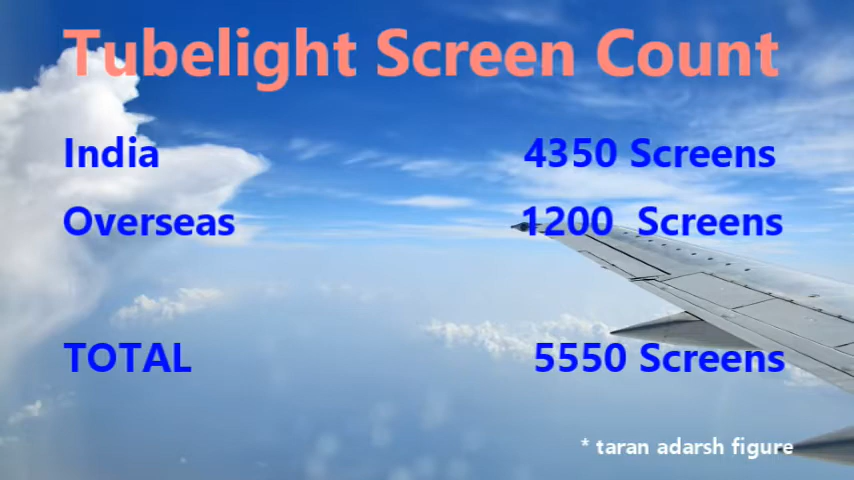 Tubelight Screen Count
India 4350 Screens
Overseas 1200 Screens
TOTAL 5550 Screens
* taran adarsh figure